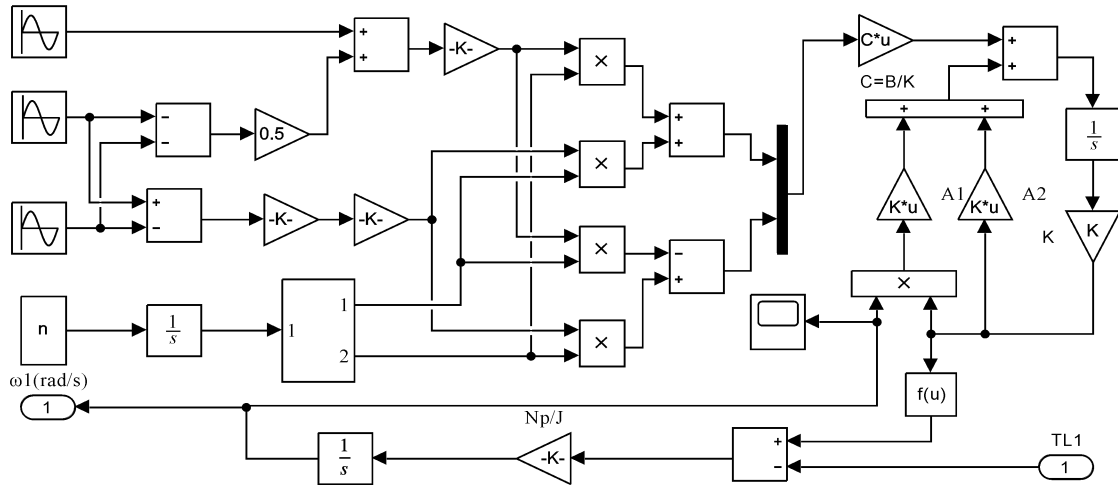 +
+
-K-
×
C*u
+
+
C=B/K
+
+
−
−
0.5
+
+
1
s
×
K*u
A1
K*u
A2
K
K
+
−
-K-
-K-
×
−
+
×
n
1
s
1
1
2
×
ω1(rad/s)
1
f(u)
Np/J
1
s
-K-
+
−
TL1
1